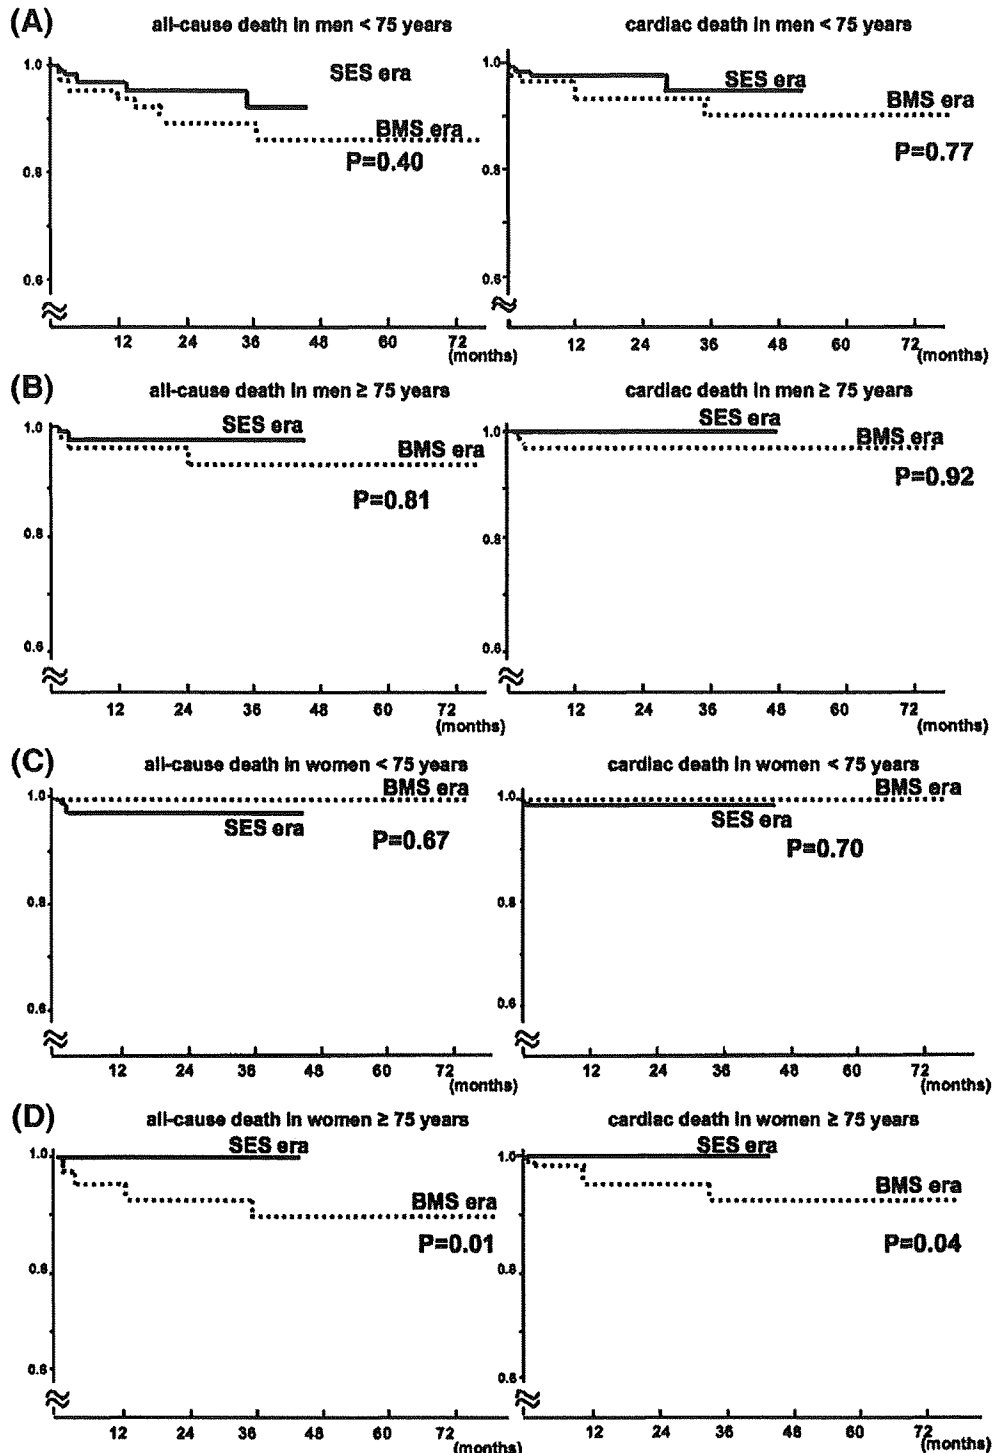 (A)
all-cause death in men < 75 years
1.0
SES era
BMS era
P=0.40
0.8
0.6
12 24 36 48 60 72
(months)
cardiac death in men < 75 years
1.0
SES era
BMS era
P=0.77
0.8
0.6
12 24 36 48 60 72
(months)
(B)
all-cause death in men ≥ 75 years
1.0
SES era
BMS era
P=0.81
0.8
0.6
12 24 36 48 60 72
(months)
cardiac death in men ≥ 75 years
SES era
1.0
BMS era
P=0.92
0.8
0.6
12 24 36 48 60 72
(months)
(C)
all-cause death in women < 75 years
BMS era
1.0
SES era
P=0.67
0.8
0.6
12 24 36 48 60 72
(months)
cardiac death in women < 75 years
BMS era
1.0
SES era
P=0.70
0.8
0.6
12 24 36 48 60 72
(months)
(D)
all-cause death in women ≥ 75 years
SES era
1.0
BMS era
P=0.01
0.8
0.6
12 24 36 48 60 72
(months)
cardiac death in women ≥ 75 years
SES era
1.0
BMS era
P=0.04
0.8
0.6
12 24 36 48 60 72
(months)